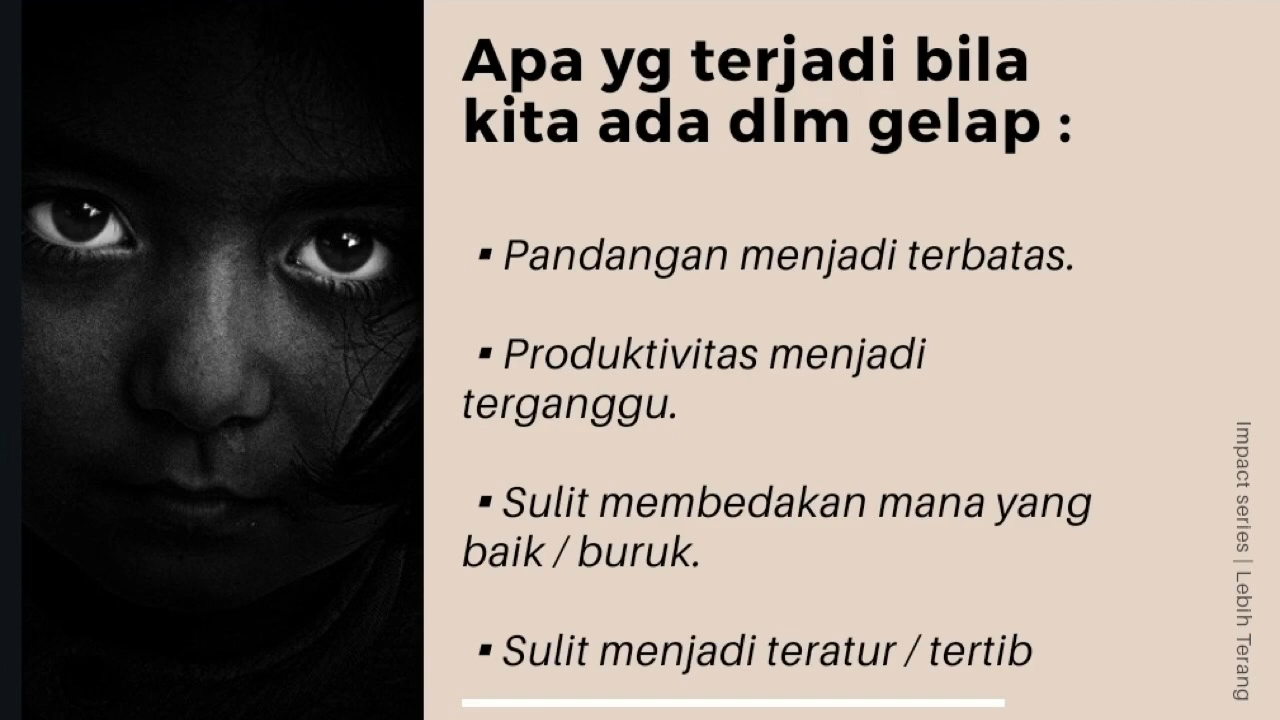 Apa yg terjadi bila
kita ada dlm gelap :
▪ Pandangan menjadi terbatas.
▪ Produktivitas menjadi
terganggu.
▪ Sulit membedakan mana yang
baik / buruk.
▪ Sulit menjadi teratur / tertib
Impact series | Lebih Terang